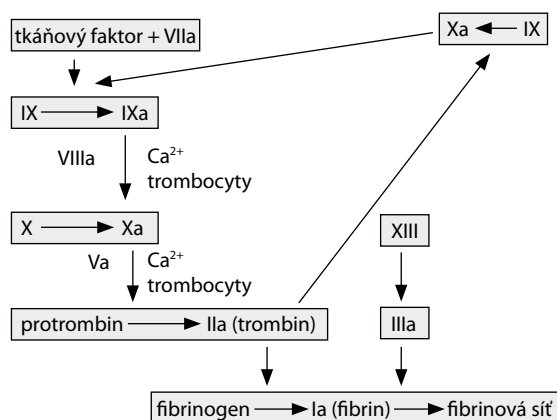 tkáňový faktor + VIIa
Xa IX
IX IXa
VIIIa
Ca²⁺
trombocyty
X Xa
XIII
Va
Ca²⁺
trombocyty
protrombin IIa (trombin)
IIIa
fibrinogen Ia (fibrin) fibrinová síť